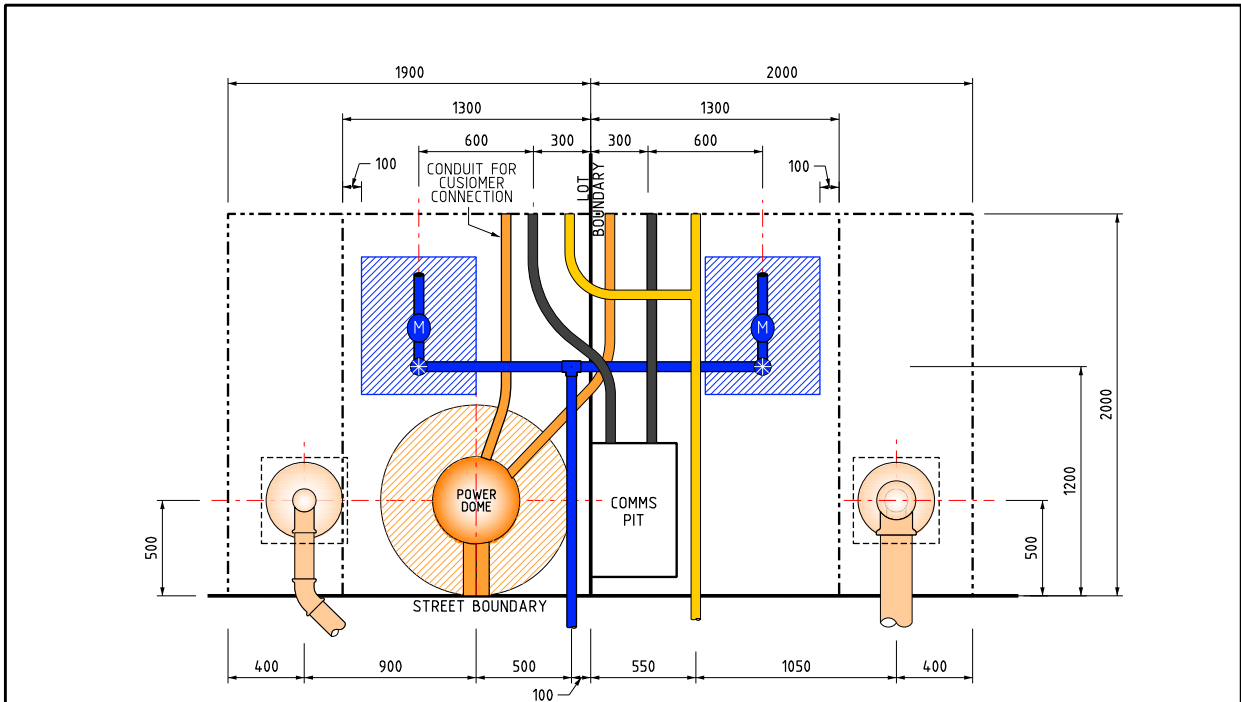 1900
2000
1300
1300
600
300
300
600
100
100
CONDUIT FOR
CUSIOMER
CONNECTION
LOT
BOUNDARY
M
M
2000
1200
POWER
DOME
COMMS
PIT
500
500
STREET BOUNDARY
400
900
500
550
1050
400
100